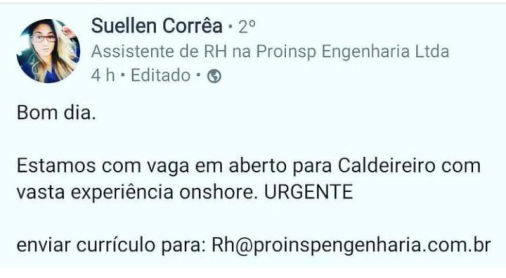 Suellen Corrêa • 2º
Assistente de RH na Proinsp Engenharia Ltda
4 h • Editado •
Bom dia.
Estamos com vaga em aberto para Caldeireiro com
vasta experiência onshore. URGENTE
enviar currículo para: Rh@proinspengenharia.com.br